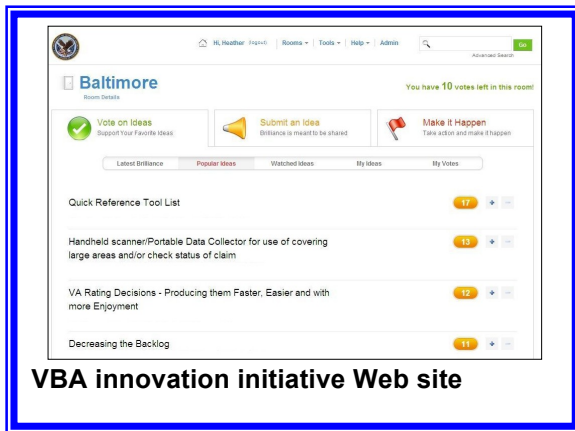 Hi, Heather (logout) Rooms Tools Help Admin
Go
Advanced Search
Baltimore
Room Details
You have 10 votes left in this room!
Vote on Ideas
Support Your Favorite Ideas
Submit an Idea
Brilliance is meant to be shared
Make it Happen
Take action and make it happen
Latest Brilliance Popular Ideas Watched Ideas My Ideas My Votes
Quick Reference Tool List 17
Handheld scanner/Portable Data Collector for use of covering
large areas and/or check status of claim
13
VA Rating Decisions - Producing them Faster, Easier and with
more Enjoyment
12
Decreasing the Backlog 11
VBA innovation initiative Web site